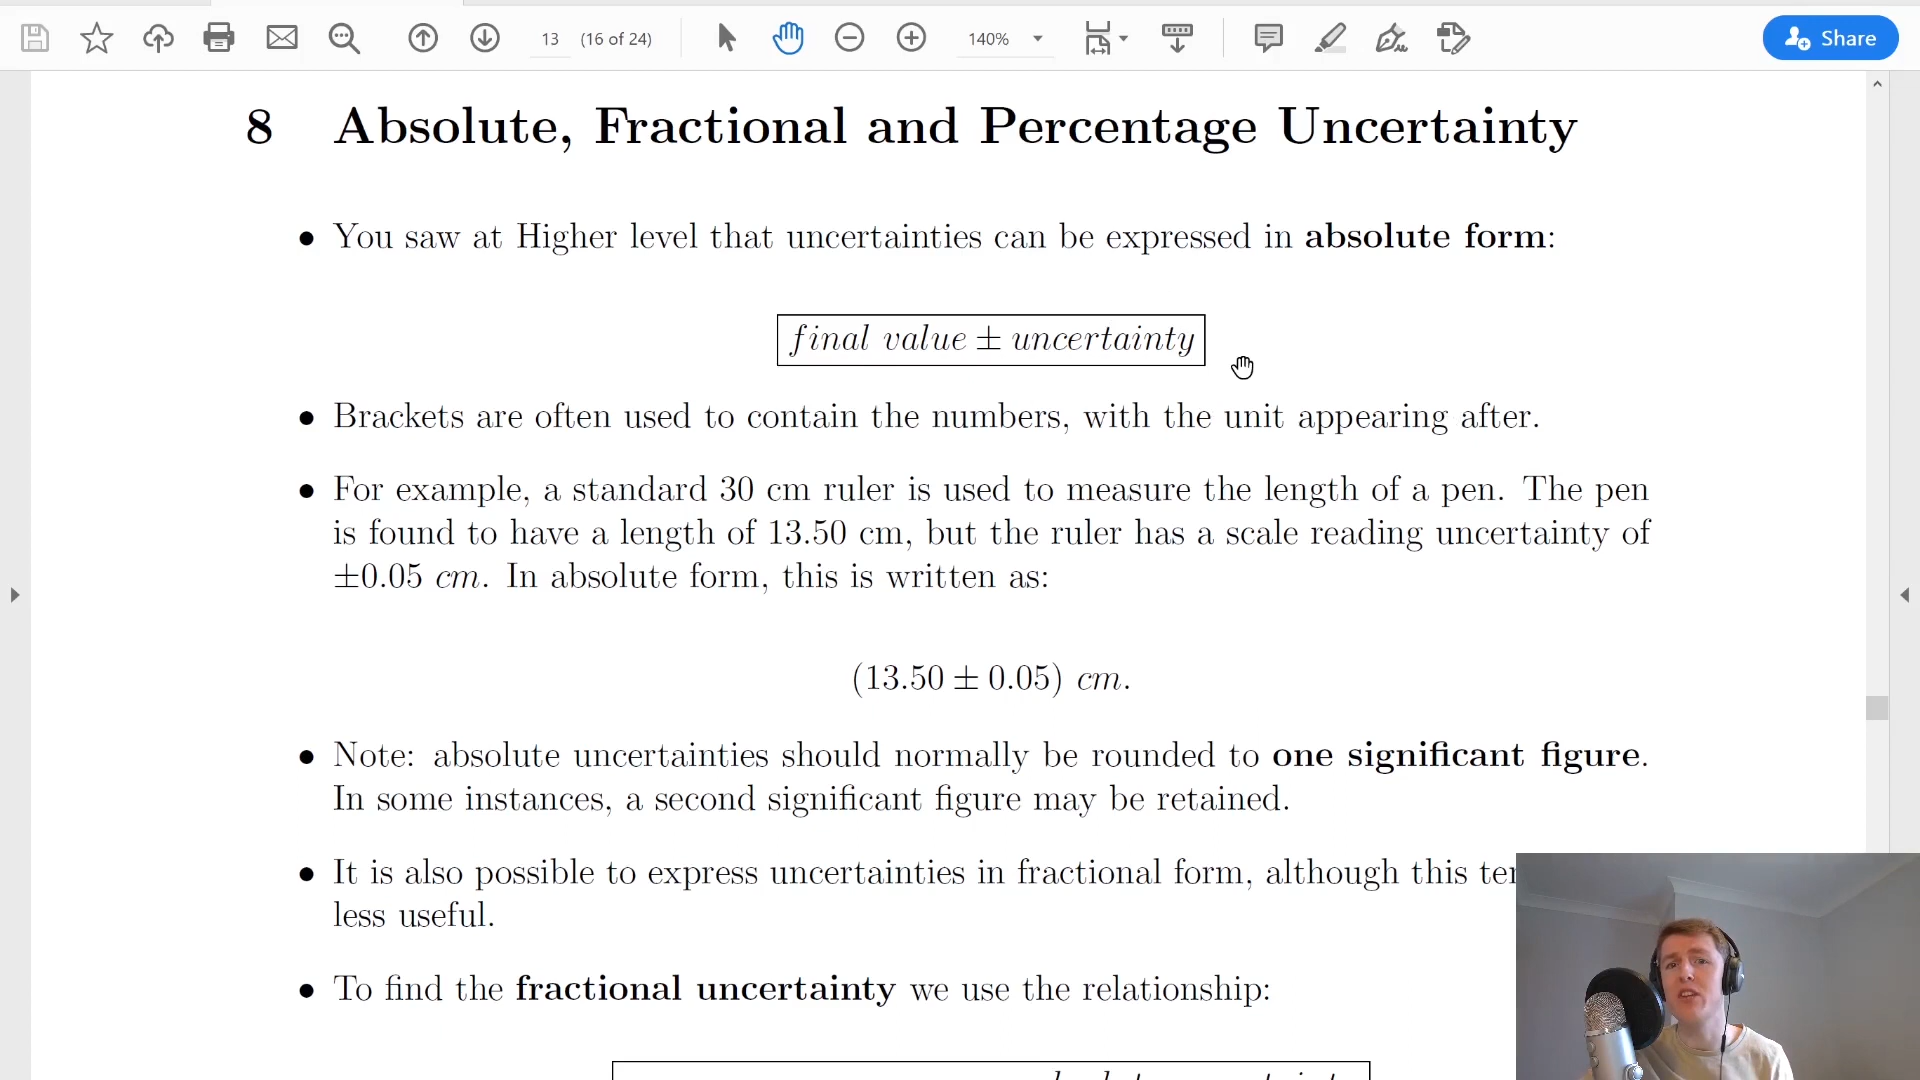 13 (16 of 24) 140% Share
8 Absolute, Fractional and Percentage Uncertainty
• You saw at Higher level that uncertainties can be expressed in absolute form:
final value ± uncertainty
• Brackets are often used to contain the numbers, with the unit appearing after.
• For example, a standard 30 cm ruler is used to measure the length of a pen. The pen
is found to have a length of 13.50 cm, but the ruler has a scale reading uncertainty of
±0.05 cm. In absolute form, this is written as:
(13.50 ± 0.05) cm.
• Note: absolute uncertainties should normally be rounded to one significant figure.
In some instances, a second significant figure may be retained.
• It is also possible to express uncertainties in fractional form, although this
less useful.
• To find the fractional uncertainty we use the relationship: